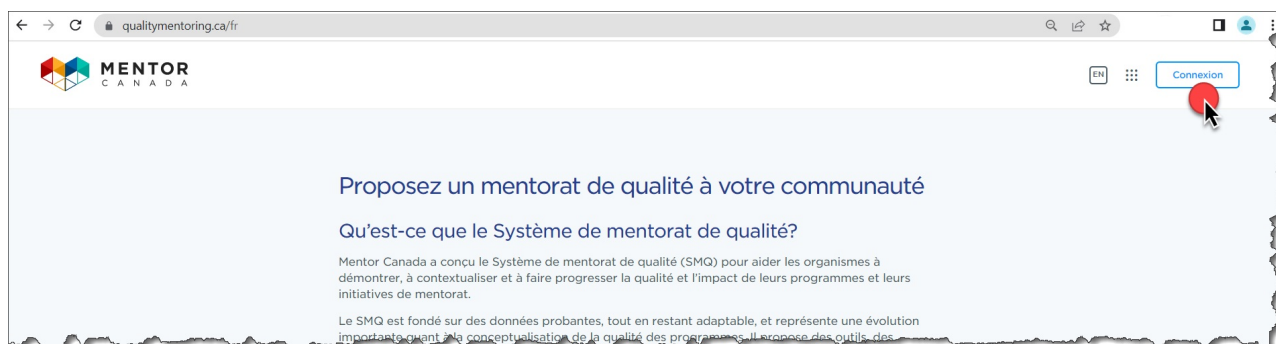 qualitymentoring.ca/fr
MENTOR
CANADA
EN
Connexion
Proposez un mentorat de qualité à votre communauté
Qu'est-ce que le Système de mentorat de qualité?
Mentor Canada a conçu le Système de mentorat de qualité (SMQ) pour aider les organismes à
démontrer, à contextualiser et à faire progresser la qualité et l'impact de leurs programmes et leurs
initiatives de mentorat.
Le SMQ est fondé sur des données probantes, tout en restant adaptable, et représente une évolution
importante quant à la conceptualisation de la qualité des programmes. Il propose des outils, des